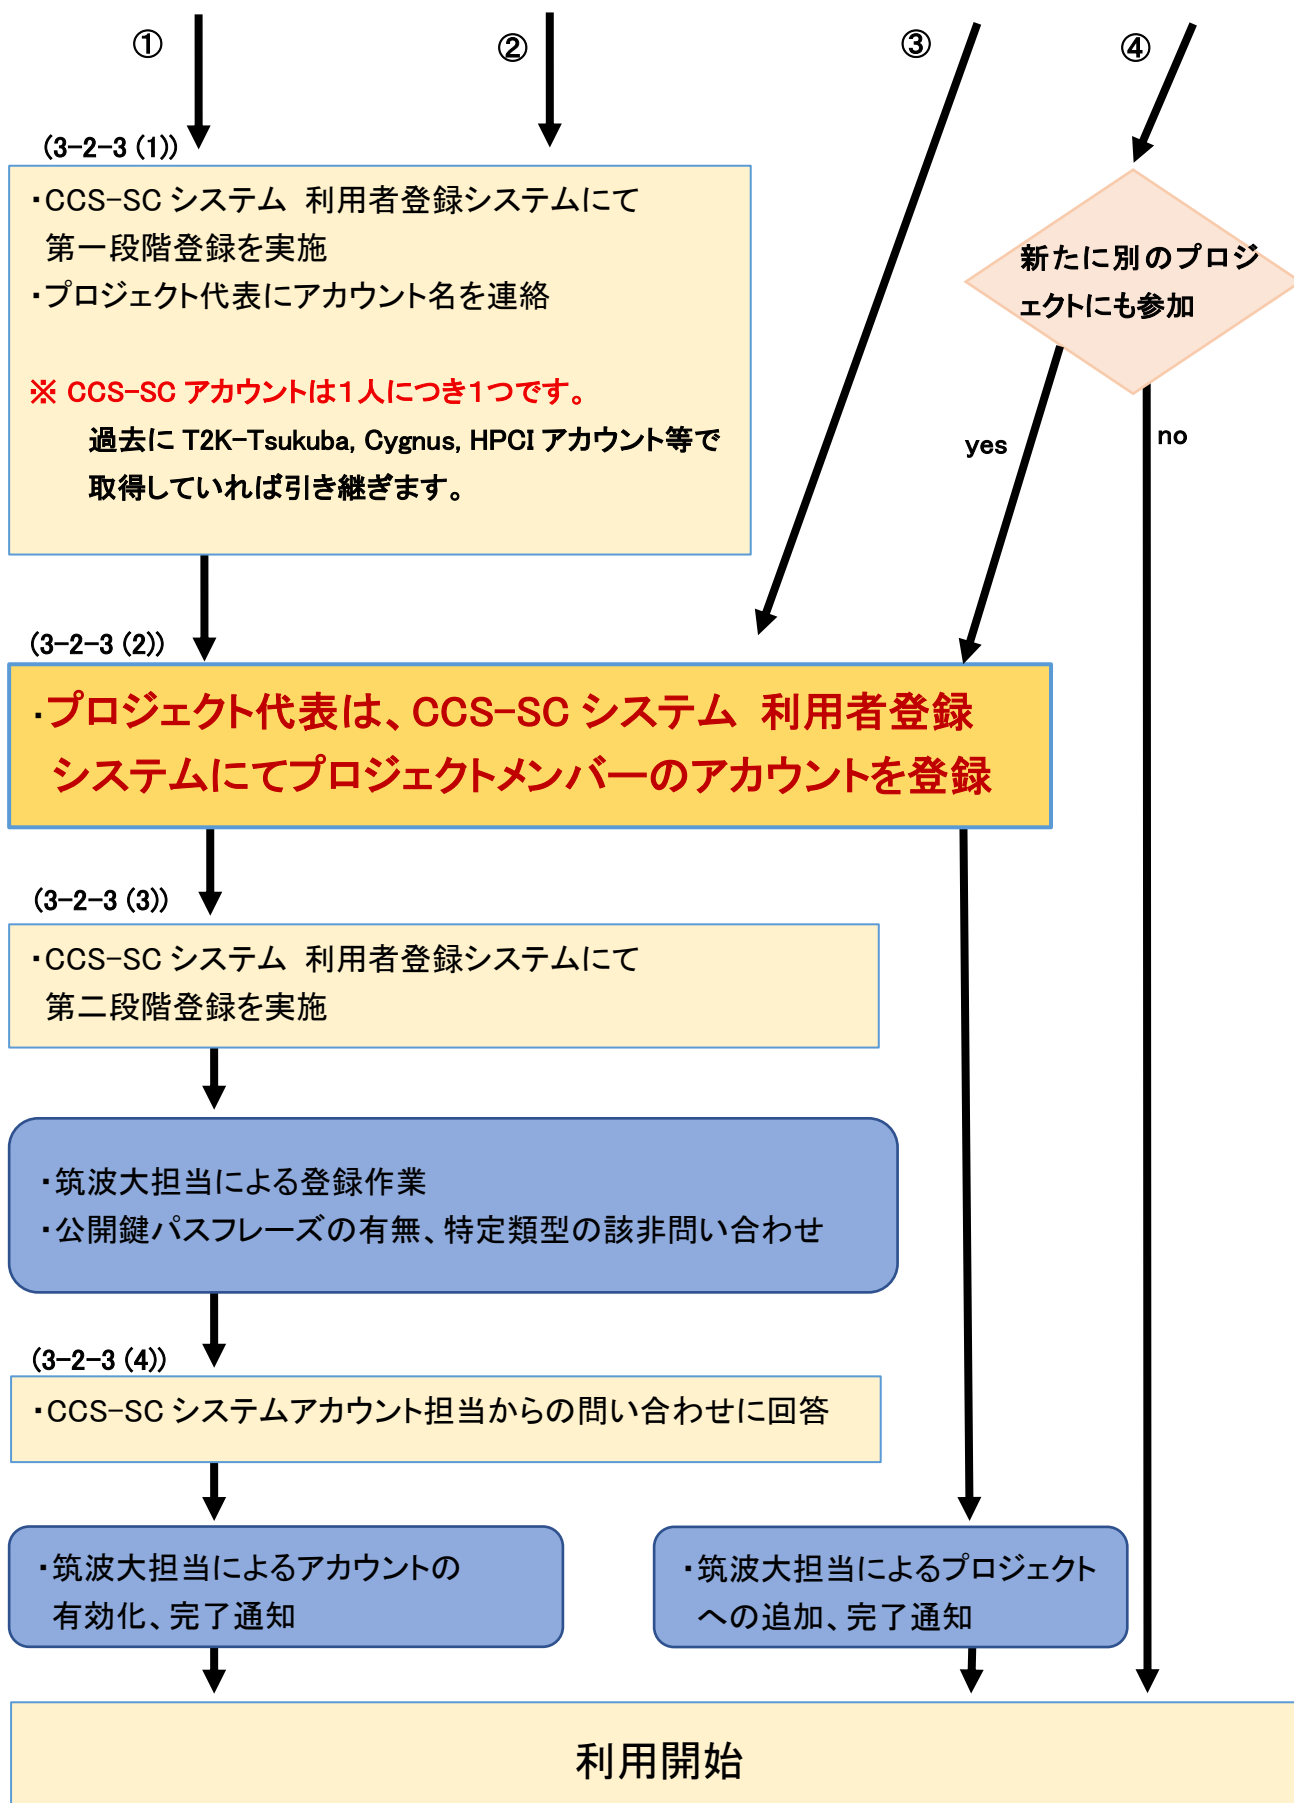 ① ② ③ ④
(3-2-3 (1))
・CCS-SC システム 利用者登録システムにて
第一段階登録を実施
・プロジェクト代表にアカウント名を連絡
※ CCS-SC アカウントは1人につき1つです。
過去に T2K-Tsukuba, Cygnus, HPCI アカウント等で
取得していれば引き継ぎます。
新たに別のプロジ
ェクトにも参加
yes
no
(3-2-3 (2))
・プロジェクト代表は、CCS-SC システム 利用者登録
システムにてプロジェクトメンバーのアカウントを登録
(3-2-3 (3))
・CCS-SC システム 利用者登録システムにて
第二段階登録を実施
・筑波大担当による登録作業
・公開鍵パスフレーズの有無、特定類型の該非問い合わせ
(3-2-3 (4))
・CCS-SC システムアカウント担当からの問い合わせに回答
・筑波大担当によるアカウントの
有効化、完了通知
・筑波大担当によるプロジェクト
への追加、完了通知
利用開始